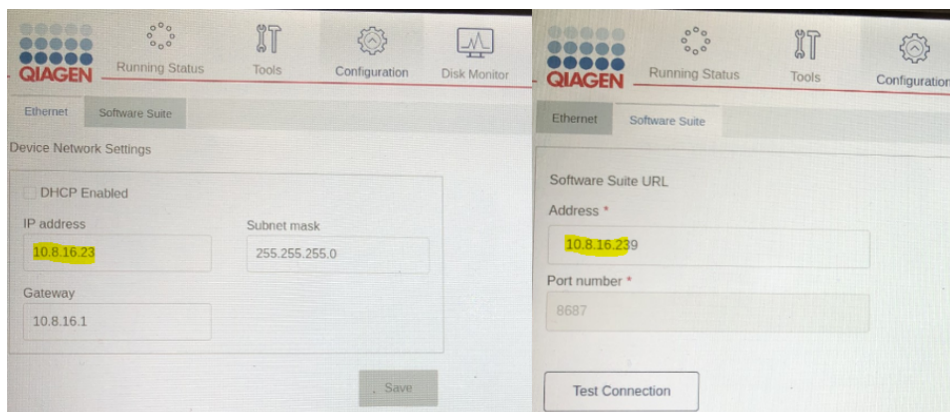 QIAGEN
Running Status
Tools
Configuration
Disk Monitor
Ethernet
Software Suite
Device Network Settings
DHCP Enabled
IP address
Subnet mask
10.8.16.23
255.255.255.0
Gateway
10.8.16.1
Save
QIAGEN
Running Status
Tools
Configuration
Ethernet
Software Suite
Software Suite URL
Address *
10.8.16.239
Port number *
8687
Test Connection